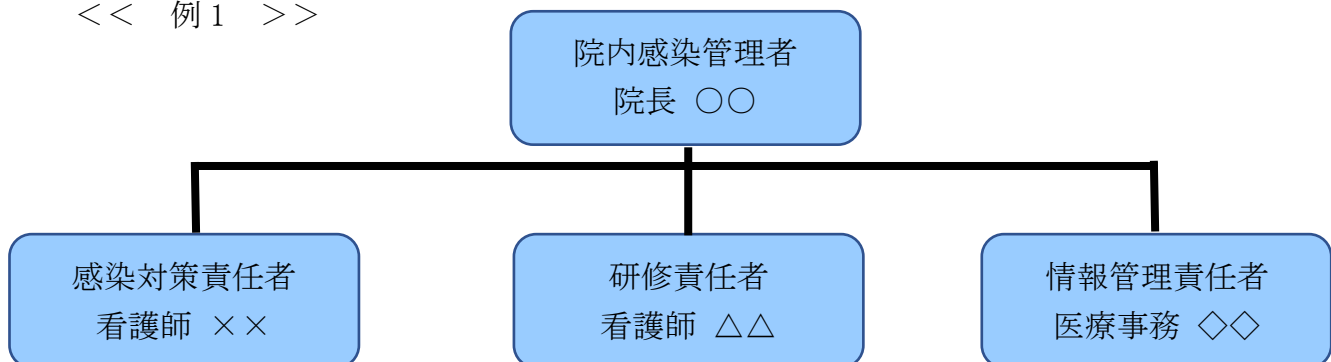 << 例1 >>
院内感染管理者
院長 ○○
感染対策責任者
看護師 ××
研修責任者
看護師 △△
情報管理責任者
医療事務 ◇◇